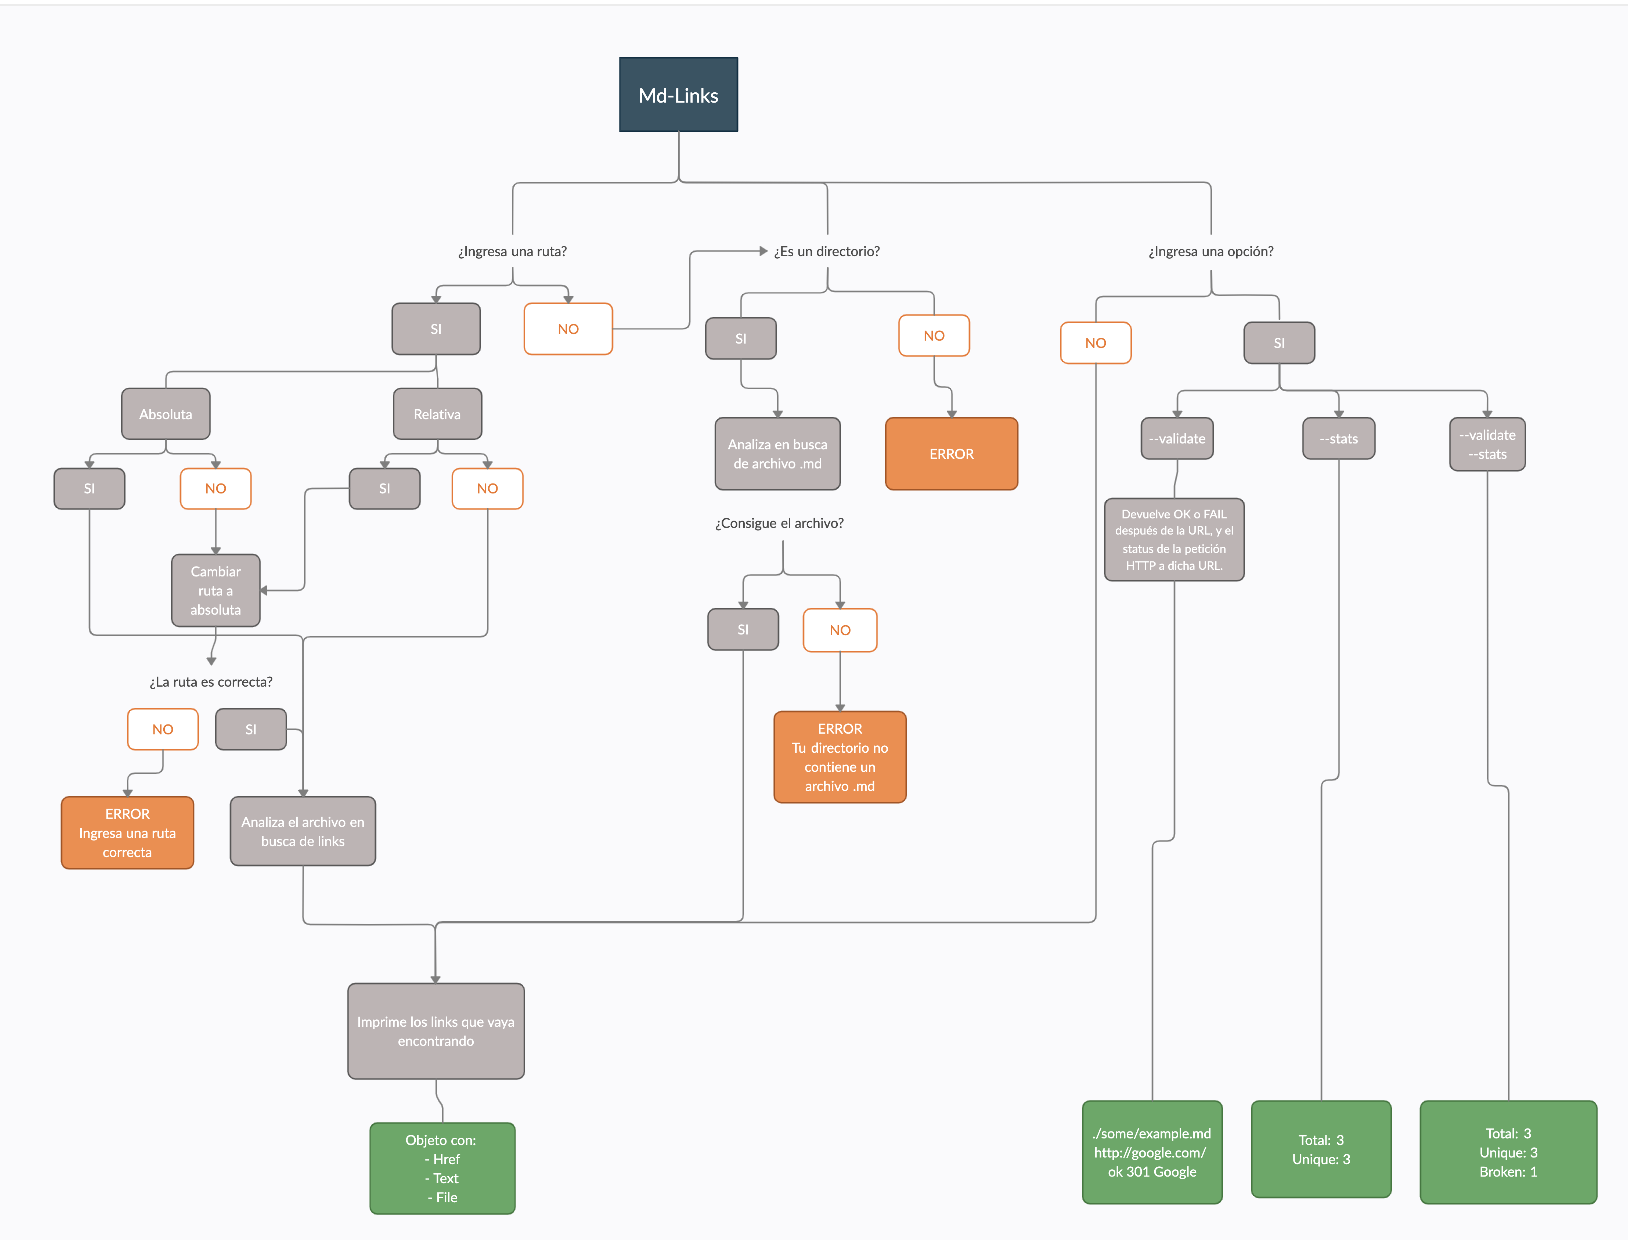 Md-Links
¿Ingresa una ruta?
¿Es un directorio?
¿Ingresa una opción?
SI
NO
SI
NO
NO
SI
Absoluta
Relativa
Analiza en busca
de archivo .md
ERROR
--validate
--stats
--validate
--stats
SI
NO
SI
NO
Devuelve OK o FAIL
después de la URL, y el
status de la petición
HTTP a dicha URL.
¿Consigue el archivo?
Cambiar
ruta a
absoluta
SI
NO
¿La ruta es correcta?
NO
SI
ERROR
Tu directorio no
contiene un
archivo .md
ERROR
Ingresa una ruta
correcta
Analiza el archivo en
busca de links
Imprime los links que vaya
encontrando
Objeto con:
- Href
- Text
- File
./some/example.md
http://google.com/
ok 301 Google
Total: 3
Unique: 3
Total: 3
Unique: 3
Broken: 1